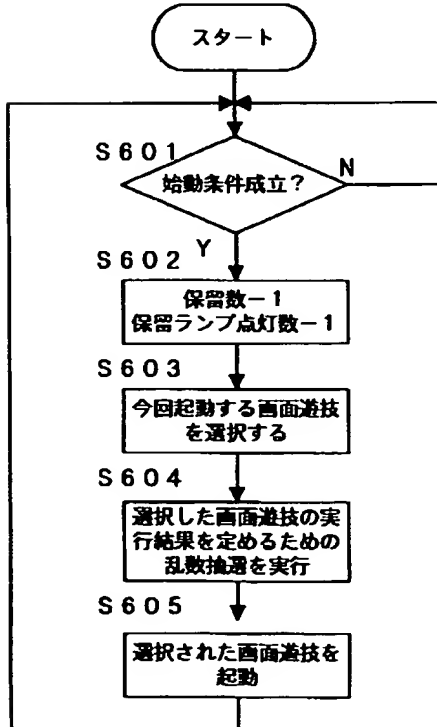 スタート
S601
始動条件成立?
N
Y
S602
保留数−1
保留ランプ点灯数−1
S603
今回起動する画面遊技
を選択する
S604
選択した画面遊技の実
行結果を定めるための
乱数抽選を実行
S605
選択された画面遊技を
起動